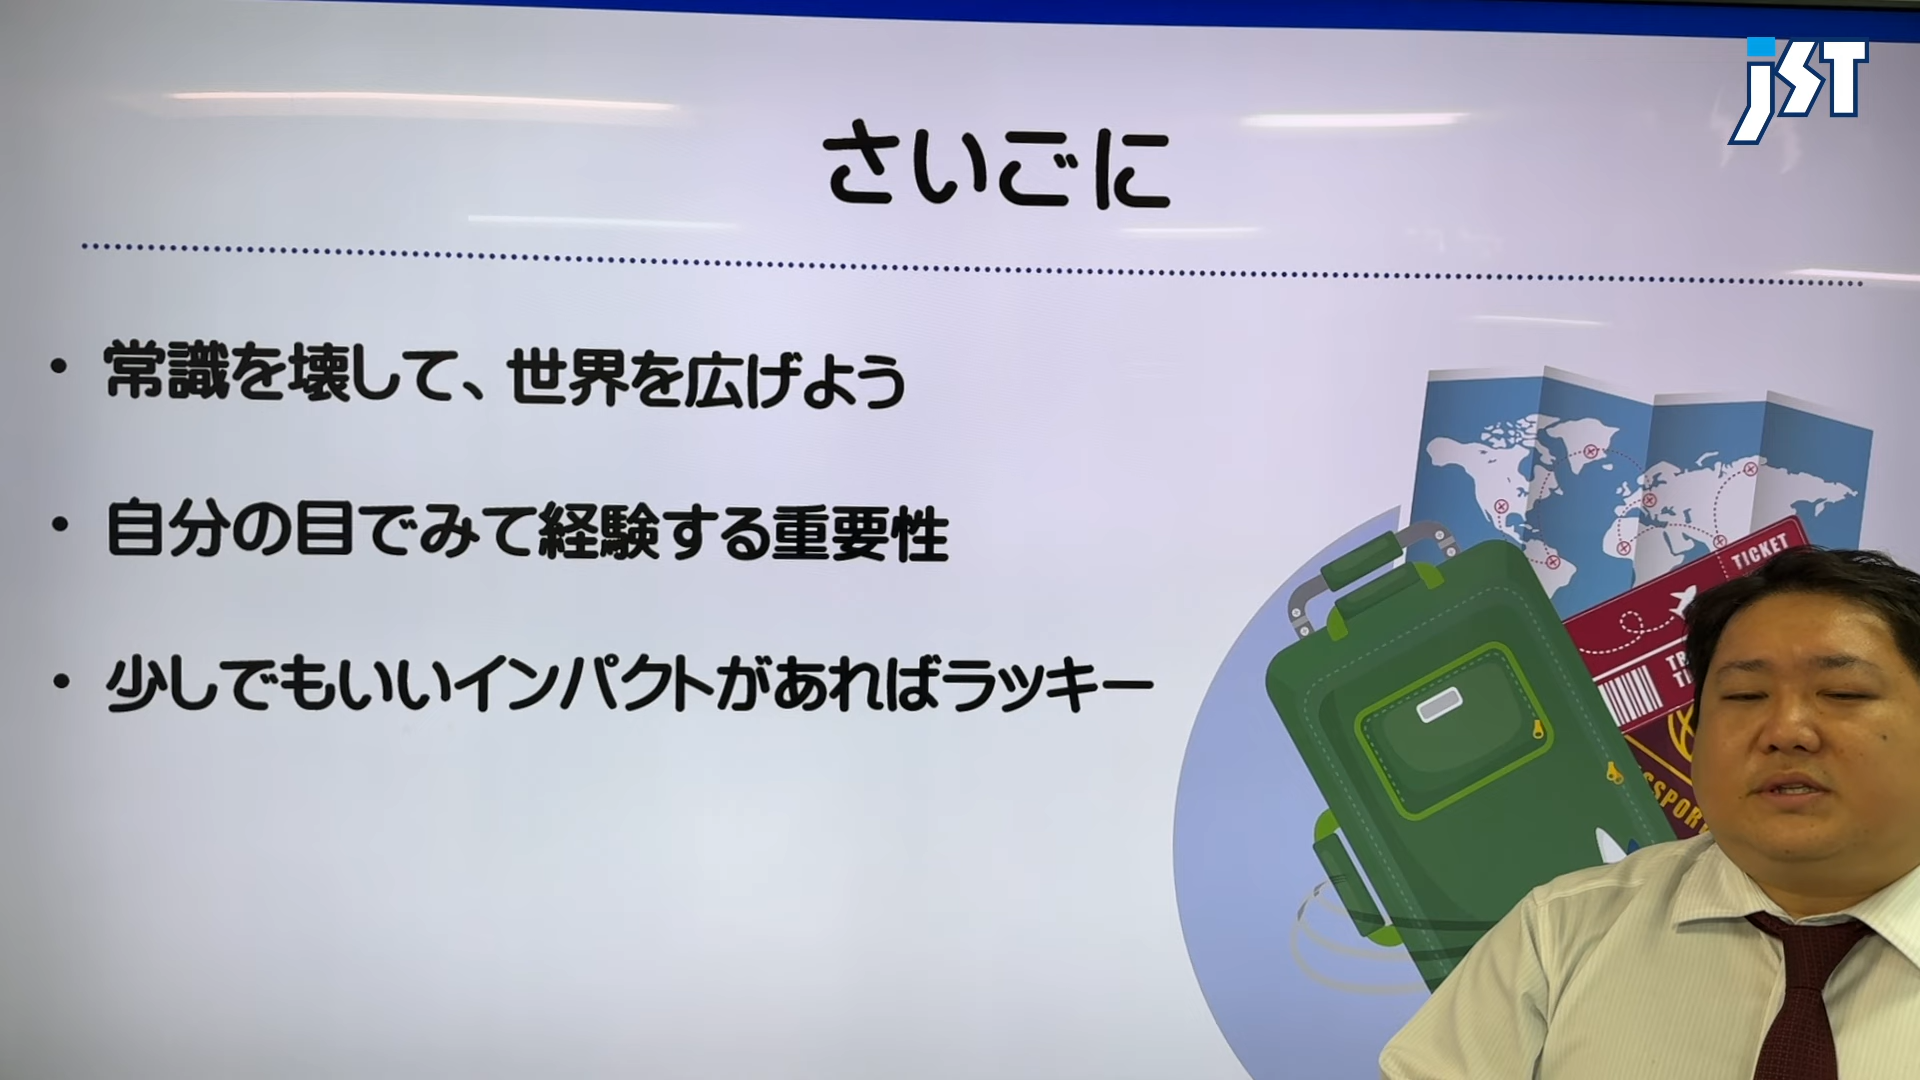 JST
さいごに
・常識を壊して、世界を広げよう
・自分の目でみて経験する重要性
・少しでもいいインパクトがあればラッキー
TICKET